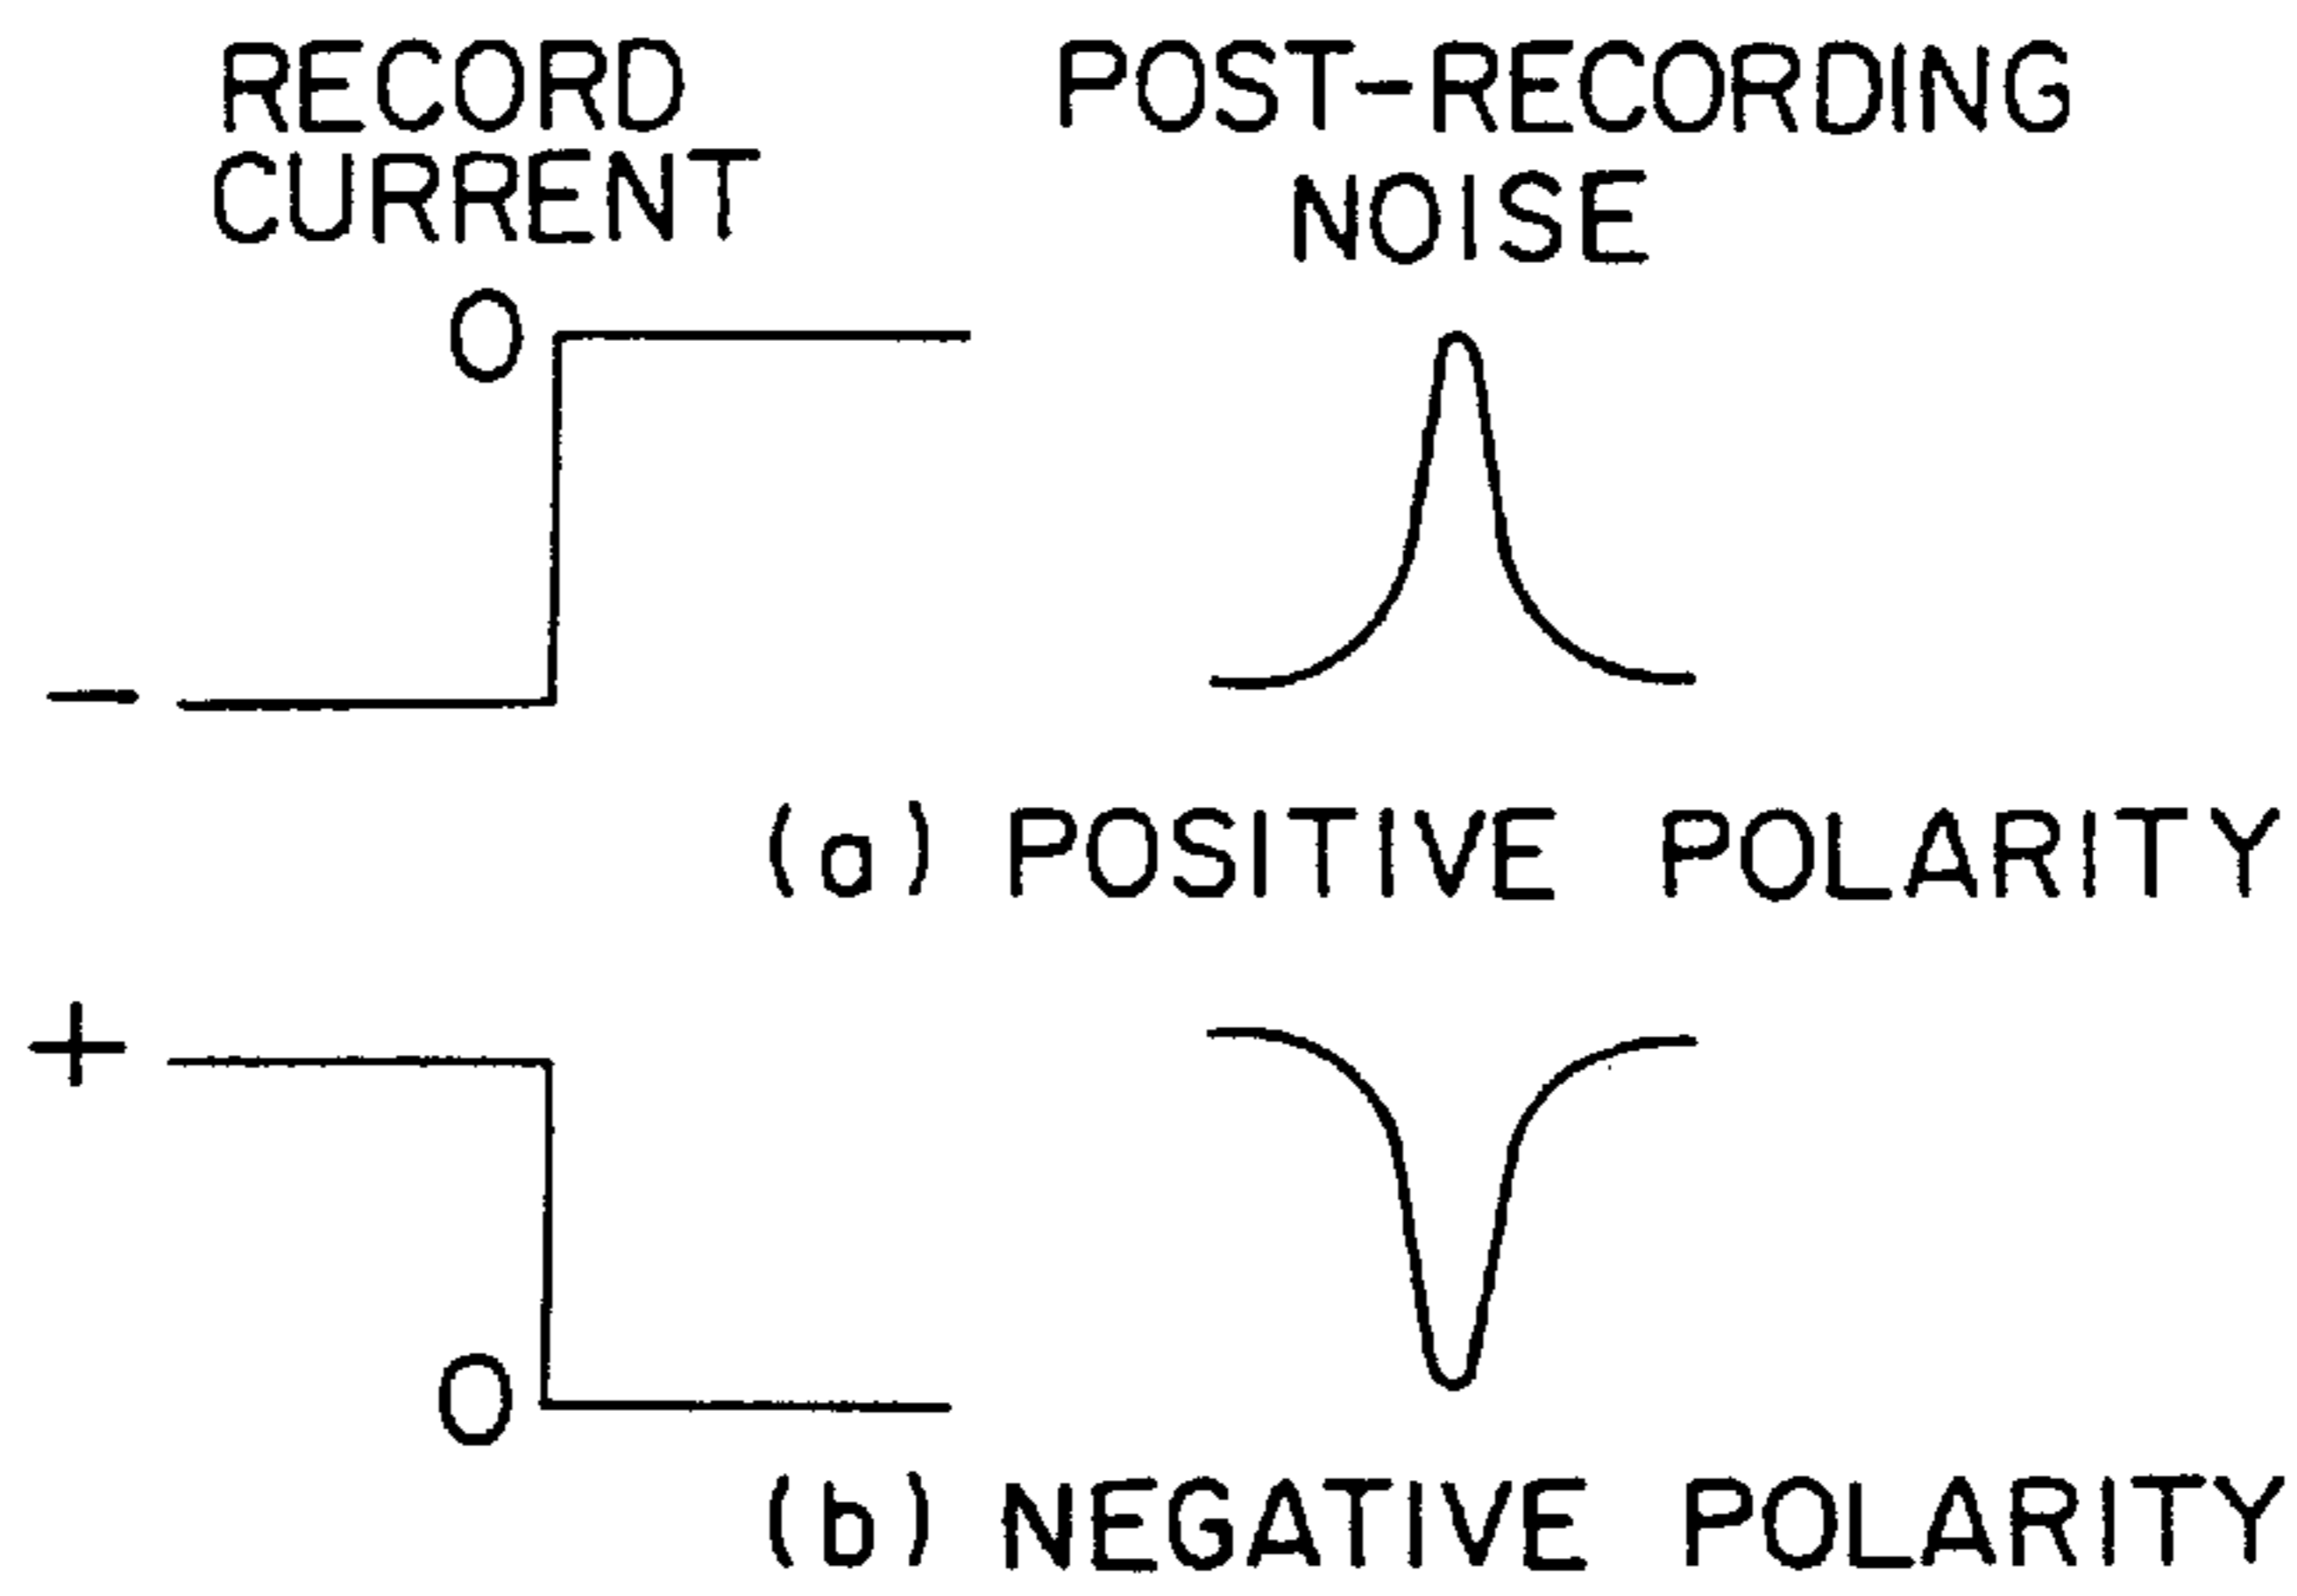 RECORD
CURRENT
POST-RECORDING
NOISE
0
−
(a) POSITIVE POLARITY
+
0
(b) NEGATIVE POLARITY